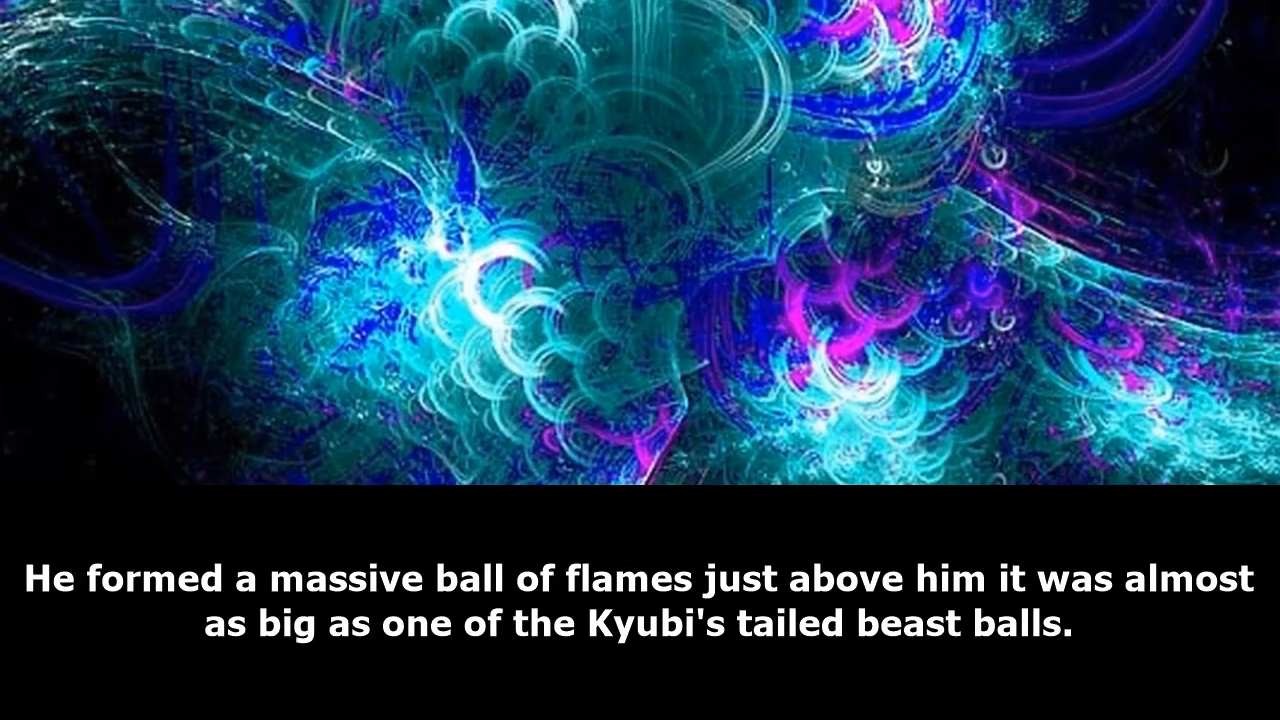 He formed a massive ball of flames just above him it was almost
as big as one of the Kyubi's tailed beast balls.